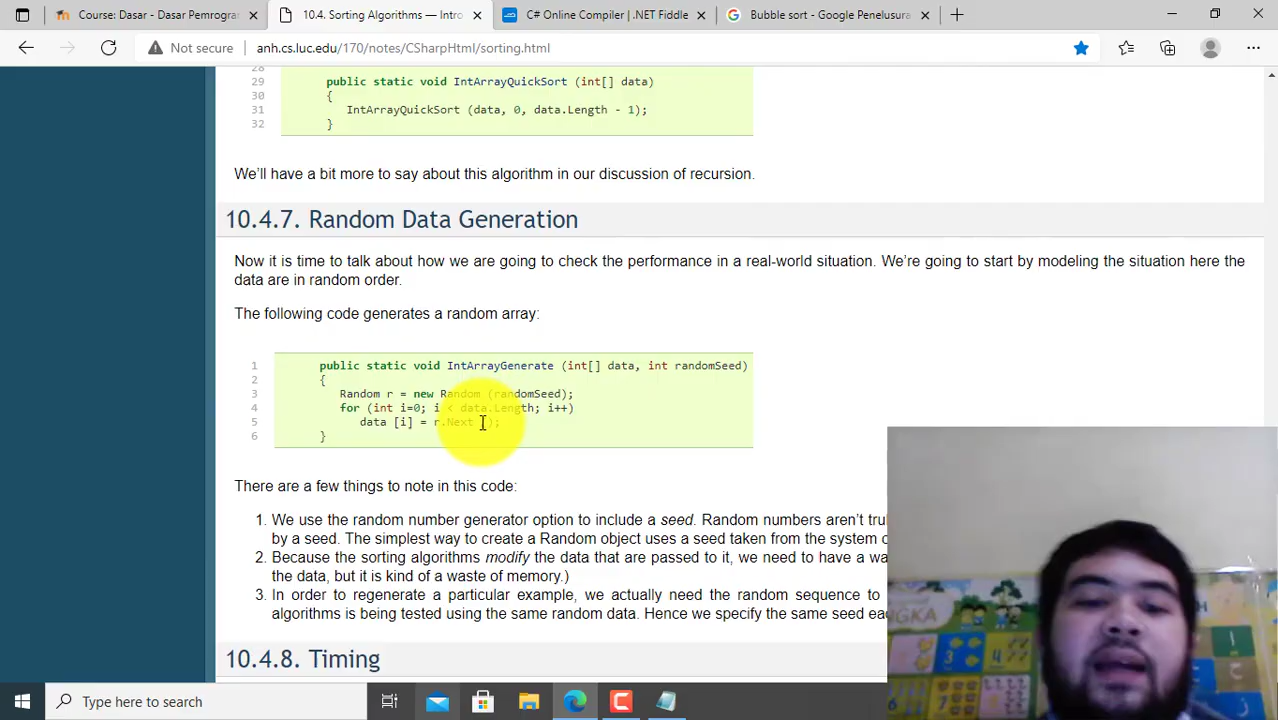 Course: Dasar - Dasar Pemrogra
10.4. Sorting Algorithms — Intro
C# Online Compiler | .NET Fiddle
Bubble sort - Google Penelusura
Not secure
anh.cs.luc.edu/170/notes/CSharpHtml/sorting.html
28
29 public static void IntArrayQuickSort (int[] data)
30 {
31 IntArrayQuickSort (data, 0, data.Length - 1);
32 }
We'll have a bit more to say about this algorithm in our discussion of recursion.
10.4.7. Random Data Generation
Now it is time to talk about how we are going to check the performance in a real-world situation. We're going to start by modeling the situation here the
data are in random order.
The following code generates a random array:
1 public static void IntArrayGenerate (int[] data, int randomSeed)
2 {
3 Random r = new Random (randomSeed);
4 for (int i=0; i < data.Length; i++)
5 data [i] = r.Next );
6 }
There are a few things to note in this code:
1. We use the random number generator option to include a seed. Random numbers aren't
by a seed. The simplest way to create a Random object uses a seed taken from the system
2. Because the sorting algorithms modify the data that are passed to it, we need to have a
the data, but it is kind of a waste of memory.)
3. In order to regenerate a particular example, we actually need the random sequence to
algorithms is being tested using the same random data. Hence we specify the same seed
10.4.8. Timing
Type here to search